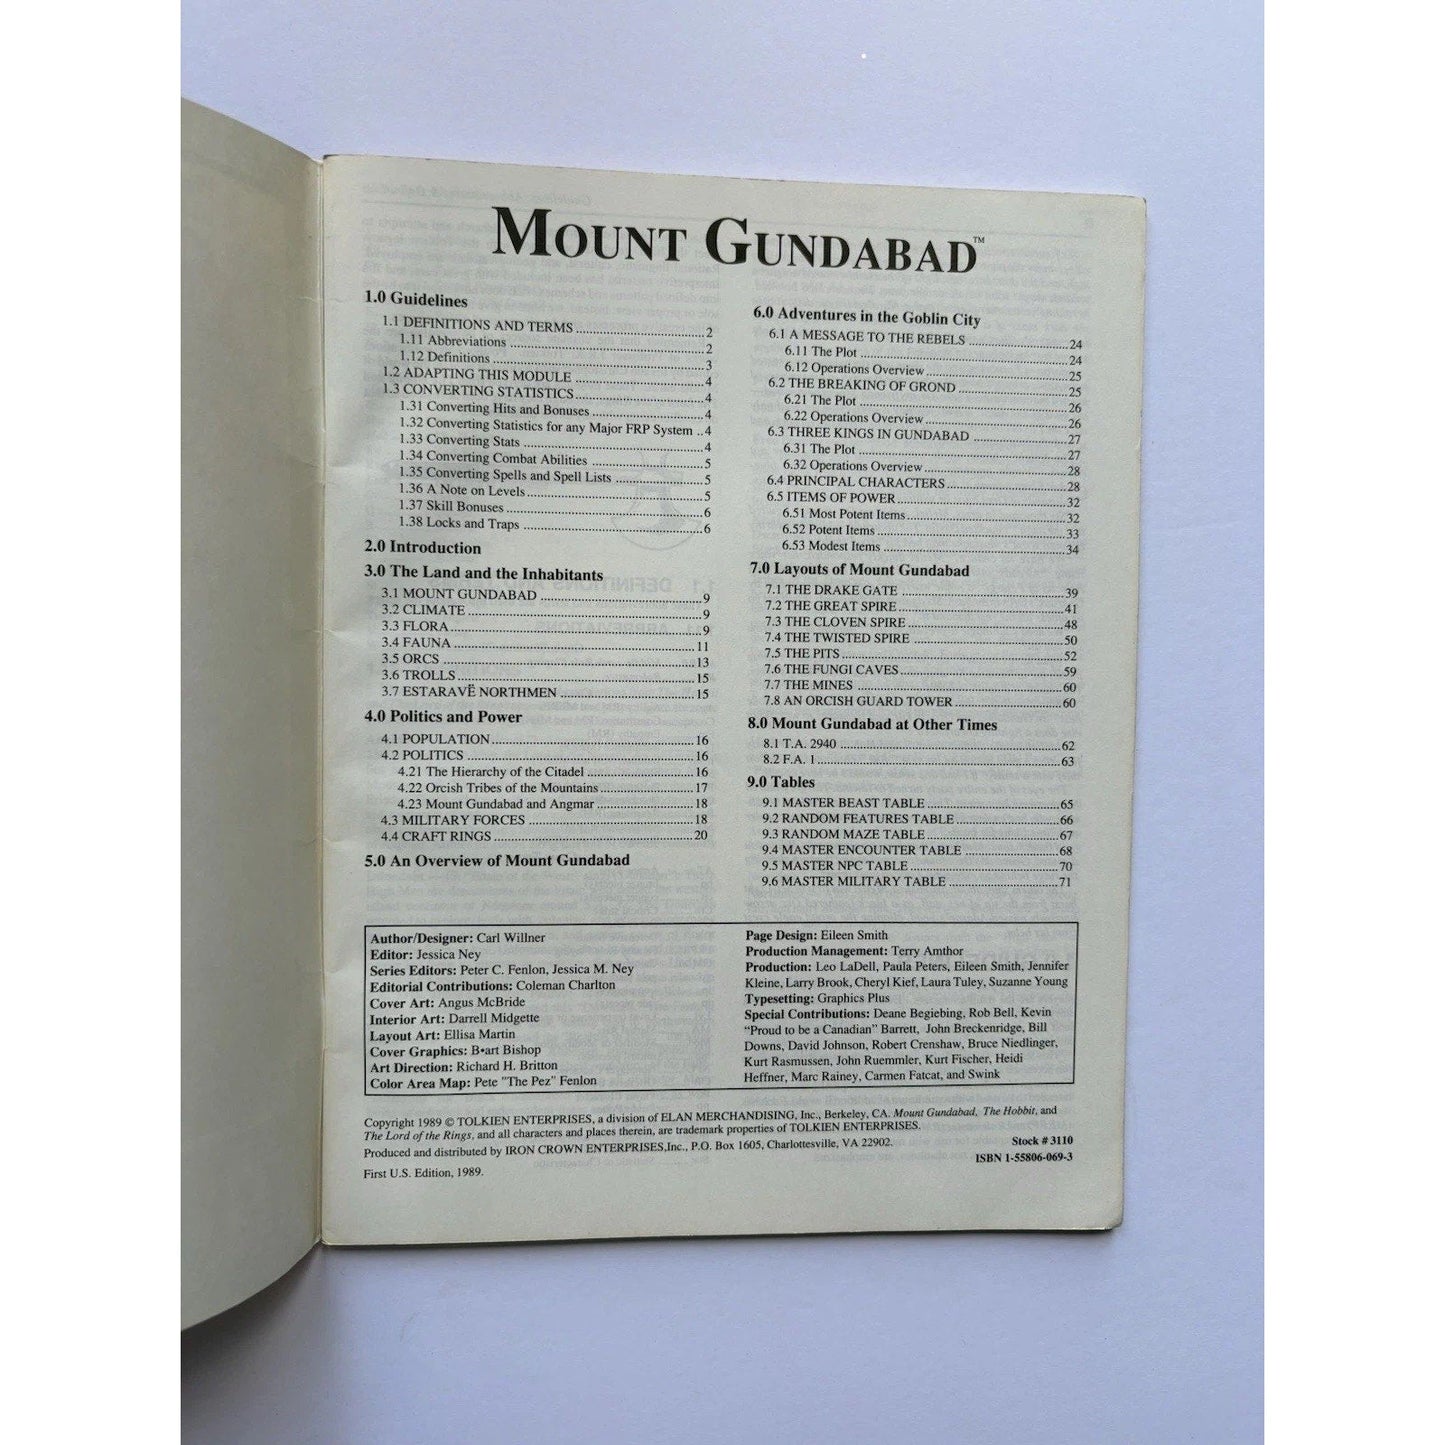 MOUNT GUNDABAD™
1.0 Guidelines
1.1 DEFINITIONS AND TERMS ........ 2
1.11 Abbreviations ........ 2
1.12 Definitions ........ 3
1.2 ADAPTING THIS MODULE ........ 4
1.3 CONVERTING STATISTICS ........ 4
1.31 Converting Hits and Bonuses ........ 4
1.32 Converting Statistics for any Major FRP System .. 4
1.33 Converting Stats ........ 4
1.34 Converting Combat Abilities ........ 5
1.35 Converting Spells and Spell Lists ........ 5
1.36 A Note on Levels ........ 5
1.37 Skill Bonuses ........ 6
1.38 Locks and Traps ........ 6
2.0 Introduction
3.0 The Land and the Inhabitants
3.1 MOUNT GUNDABAD ........ 9
3.2 CLIMATE ........ 9
3.3 FLORA ........ 9
3.4 FAUNA ........ 11
3.5 ORCS ........ 13
3.6 TROLLS ........ 15
3.7 ESTARAVË NORTHMEN ........ 15
4.0 Politics and Power
4.1 POPULATION ........ 16
4.2 POLITICS ........ 16
4.21 The Hierarchy of the Citadel ........ 16
4.22 Orcish Tribes of the Mountains ........ 17
4.23 Mount Gundabad and Angmar ........ 18
4.3 MILITARY FORCES ........ 18
4.4 CRAFT RINGS ........ 20
5.0 An Overview of Mount Gundabad
6.0 Adventures in the Goblin City
6.1 A MESSAGE TO THE REBELS ........ 24
6.11 The Plot ........ 24
6.12 Operations Overview ........ 25
6.2 THE BREAKING OF GROND ........ 25
6.21 The Plot ........ 26
6.22 Operations Overview ........ 26
6.3 THREE KINGS IN GUNDABAD ........ 27
6.31 The Plot ........ 27
6.32 Operations Overview ........ 28
6.4 PRINCIPAL CHARACTERS ........ 28
6.5 ITEMS OF POWER ........ 32
6.51 Most Potent Items ........ 32
6.52 Potent Items ........ 33
6.53 Modest Items ........ 34
7.0 Layouts of Mount Gundabad
7.1 THE DRAKE GATE ........ 39
7.2 THE GREAT SPIRE ........ 41
7.3 THE CLOVEN SPIRE ........ 48
7.4 THE TWISTED SPIRE ........ 50
7.5 THE PITS ........ 52
7.6 THE FUNGI CAVES ........ 59
7.7 THE MINES ........ 60
7.8 AN ORCISH GUARD TOWER ........ 60
8.0 Mount Gundabad at Other Times
8.1 T.A. 2940 ........ 62
8.2 F.A. 1 ........ 63
9.0 Tables
9.1 MASTER BEAST TABLE ........ 65
9.2 RANDOM FEATURES TABLE ........ 66
9.3 RANDOM MAZE TABLE ........ 67
9.4 MASTER ENCOUNTER TABLE ........ 68
9.5 MASTER NPC TABLE ........ 70
9.6 MASTER MILITARY TABLE ........ 71
Author/Designer: Carl Willner
Editor: Jessica Ney
Series Editors: Peter C. Fenlon, Jessica M. Ney
Editorial Contributions: Coleman Charlton
Cover Art: Angus McBride
Interior Art: Darrell Midgette
Layout Art: Ellisa Martin
Cover Graphics: B•art Bishop
Art Direction: Richard H. Britton
Color Area Map: Pete "The Pez" Fenlon
Page Design: Eileen Smith
Production Management: Terry Amthor
Production: Leo LaDell, Paula Peters, Eileen Smith, Jennifer
Kleine, Larry Brook, Cheryl Kief, Laura Tuley, Suzanne Young
Typesetting: Graphics Plus
Special Contributions: Deane Begiebing, Rob Bell, Kevin
“Proud to be a Canadian” Barrett, John Breckenridge, Bill
Downs, David Johnson, Robert Crenshaw, Bruce Niedlinger,
Kurt Rasmussen, John Ruemmler, Kurt Fischer, Heidi
Heffner, Marc Rainey, Carmen Fatcat, and Swink
Copyright 1989 © TOLKIEN ENTERPRISES, a division of ELAN MERCHANDISING, Inc., Berkeley, CA. Mount Gundabad, The Hobbit, and
The Lord of the Rings, and all characters and places therein, are trademark properties of TOLKIEN ENTERPRISES.
Produced and distributed by IRON CROWN ENTERPRISES,Inc., P.O. Box 1605, Charlottesville, VA 22902.
Stock # 3110
ISBN 1-55806-069-3
First U.S. Edition, 1989.